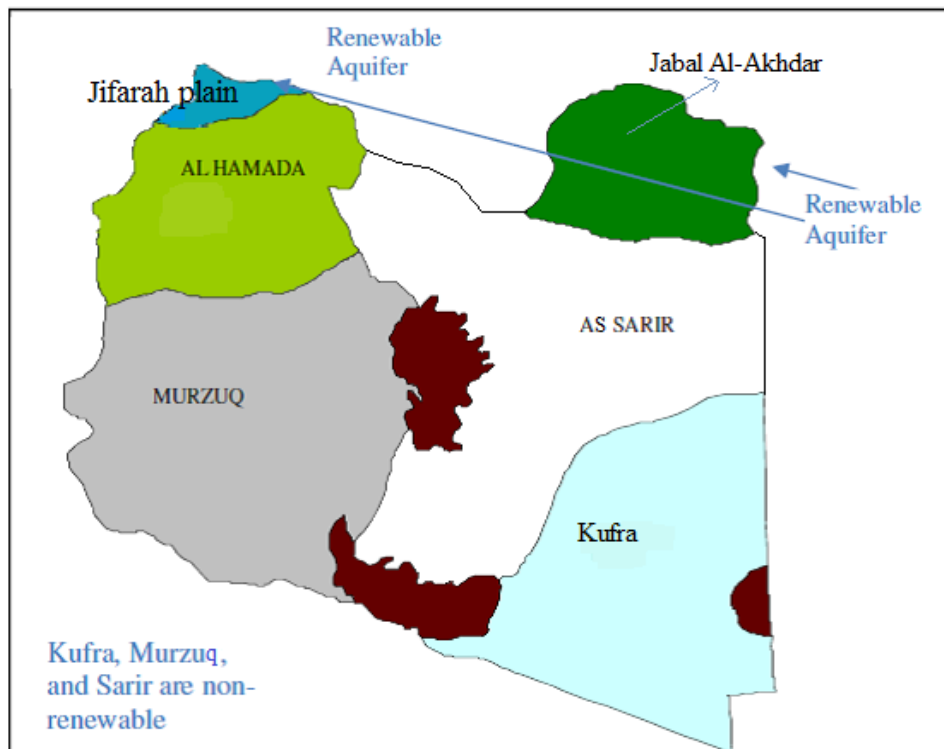 Renewable
Aquifer
Jabal Al-Akhdar
Jifarah plain
AL HAMADA
Renewable
Aquifer
AS SARIR
MURZUQ
Kufra
Kufra, Murzuq,
and Sarir are non-
renewable